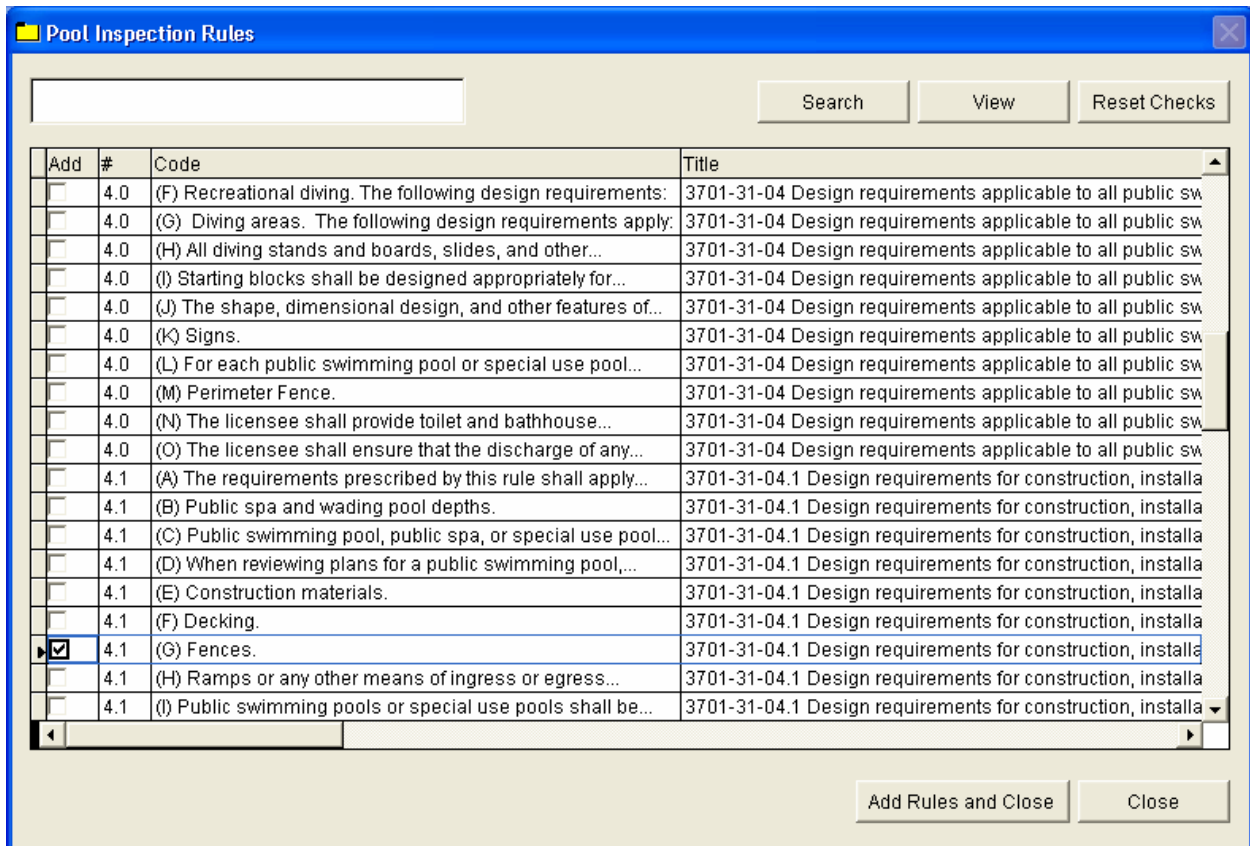 Pool Inspection Rules
Search View Reset Checks
Add # Code Title
4.0 (F) Recreational diving. The following design requirements: 3701-31-04 Design requirements applicable to all public sw
4.0 (G) Diving areas. The following design requirements apply: 3701-31-04 Design requirements applicable to all public sw
4.0 (H) All diving stands and boards, slides, and other... 3701-31-04 Design requirements applicable to all public sw
4.0 (I) Starting blocks shall be designed appropriately for... 3701-31-04 Design requirements applicable to all public sw
4.0 (J) The shape, dimensional design, and other features of... 3701-31-04 Design requirements applicable to all public sw
4.0 (K) Signs. 3701-31-04 Design requirements applicable to all public sw
4.0 (L) For each public swimming pool or special use pool... 3701-31-04 Design requirements applicable to all public sw
4.0 (M) Perimeter Fence. 3701-31-04 Design requirements applicable to all public sw
4.0 (N) The licensee shall provide toilet and bathhouse... 3701-31-04 Design requirements applicable to all public sw
4.0 (O) The licensee shall ensure that the discharge of any... 3701-31-04 Design requirements applicable to all public sw
4.1 (A) The requirements prescribed by this rule shall apply... 3701-31-04.1 Design requirements for construction, installa
4.1 (B) Public spa and wading pool depths. 3701-31-04.1 Design requirements for construction, installa
4.1 (C) Public swimming pool, public spa, or special use pool... 3701-31-04.1 Design requirements for construction, installa
4.1 (D) When reviewing plans for a public swimming pool,... 3701-31-04.1 Design requirements for construction, installa
4.1 (E) Construction materials. 3701-31-04.1 Design requirements for construction, installa
4.1 (F) Decking. 3701-31-04.1 Design requirements for construction, installa
4.1 (G) Fences. 3701-31-04.1 Design requirements for construction, installa
4.1 (H) Ramps or any other means of ingress or egress... 3701-31-04.1 Design requirements for construction, installa
4.1 (I) Public swimming pools or special use pools shall be... 3701-31-04.1 Design requirements for construction, installa
Add Rules and Close Close